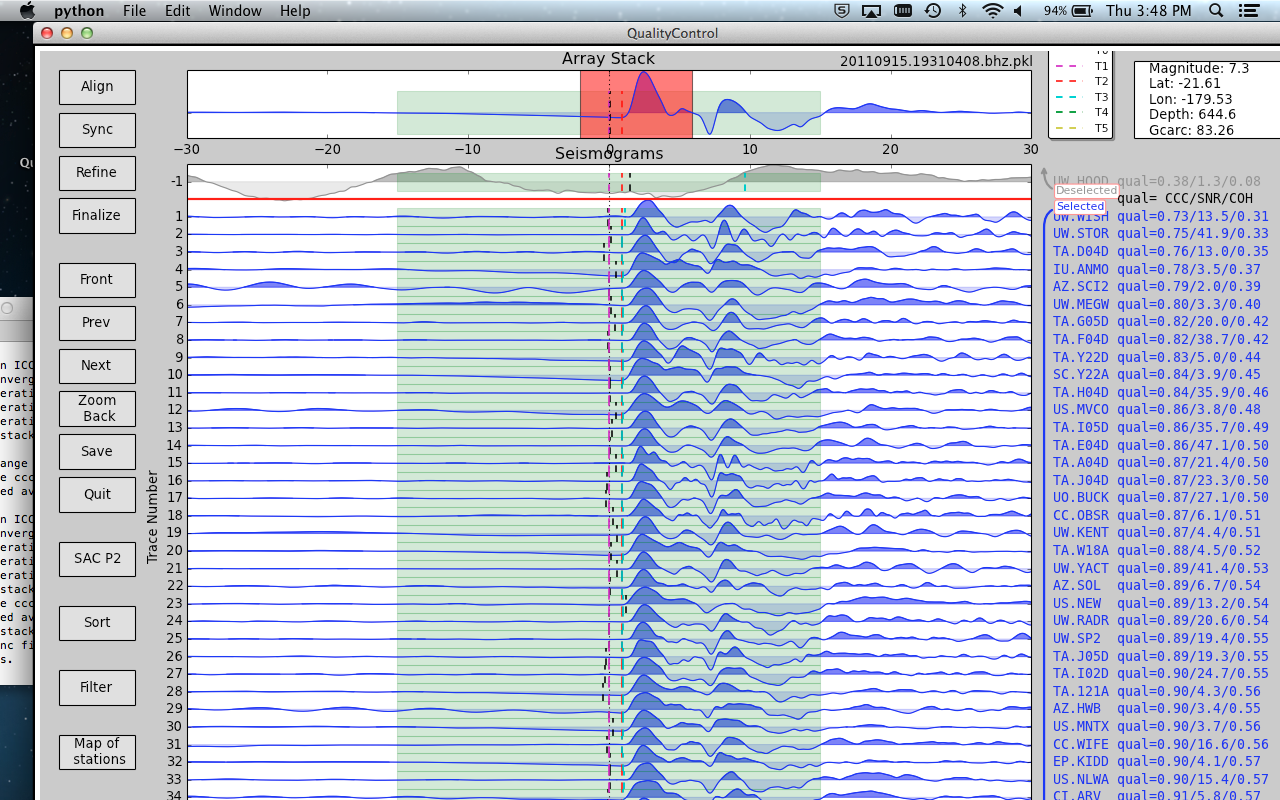 python File Edit Window Help 94% Thu 3:48 PM
QualityControl
Array Stack
20110915.19310408.bhz.pkl
T1
T2
T3
T4
T5
Magnitude: 7.3
Lat: -21.61
Lon: -179.53
Depth: 644.6
Gcarc: 83.26
Align
Sync
Refine
Finalize
Front
Prev
Next
Zoom
Back
Save
Quit
SAC P2
Sort
Filter
Map of
stations
−30 −20 −10 0 10 20 30
Seismograms
Trace Number
-1
1
2
3
4
5
6
7
8
9
10
11
12
13
14
15
16
17
18
19
20
21
22
23
24
25
26
27
28
29
30
31
32
33
34
UW.HOOD qual=0.38/1.3/0.08
Deselected
qual= CCC/SNR/COH
Selected
UW.WISH qual=0.73/13.5/0.31
UW.STOR qual=0.75/41.9/0.33
TA.D04D qual=0.76/13.0/0.35
IU.ANMO qual=0.78/3.5/0.37
AZ.SCI2 qual=0.79/2.0/0.39
UW.MEGW qual=0.80/3.3/0.40
TA.G05D qual=0.82/20.0/0.42
TA.F04D qual=0.82/38.7/0.42
TA.Y22D qual=0.83/5.0/0.44
SC.Y22A qual=0.84/3.9/0.45
TA.H04D qual=0.84/35.9/0.46
US.MVCO qual=0.86/3.8/0.48
TA.I05D qual=0.86/35.7/0.49
TA.E04D qual=0.86/47.1/0.50
TA.A04D qual=0.87/21.4/0.50
TA.J04D qual=0.87/23.3/0.50
UO.BUCK qual=0.87/27.1/0.50
CC.OBSR qual=0.87/6.1/0.51
UW.KENT qual=0.87/4.4/0.51
TA.W18A qual=0.88/4.5/0.52
UW.YACT qual=0.89/41.4/0.53
AZ.SOL qual=0.89/6.7/0.54
US.NEW qual=0.89/13.2/0.54
UW.RADR qual=0.89/20.6/0.54
UW.SP2 qual=0.89/19.4/0.55
TA.J05D qual=0.89/19.3/0.55
TA.I02D qual=0.90/24.7/0.55
TA.121A qual=0.90/4.3/0.56
AZ.HWB qual=0.90/3.4/0.55
US.MNTX qual=0.90/3.7/0.56
CC.WIFE qual=0.90/16.6/0.56
EP.KIDD qual=0.90/4.1/0.57
US.NLWA qual=0.90/15.4/0.57
CI.ARV qual=0.91/5.8/0.57